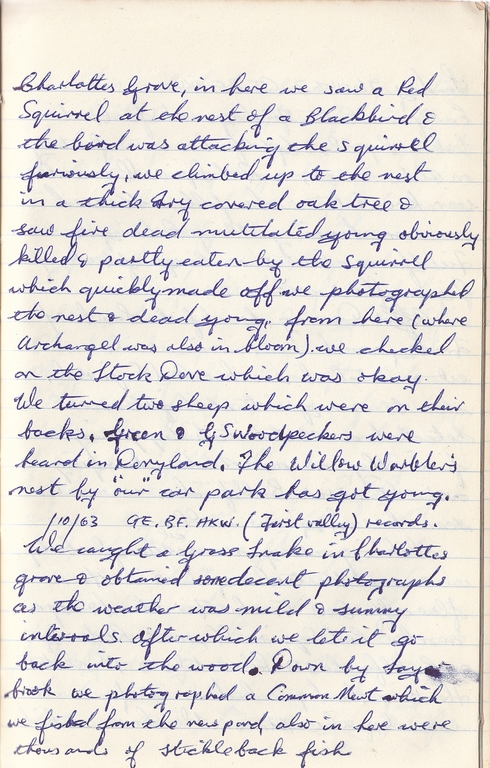 Charlottes Grove, in here we saw a Red
Squirrel at the nest of a Blackbird &
the bird was attacking the squirrel
furiously, we climbed up to the nest
in a thick Ivy covered oak tree &
saw five dead mutilated young obviously
killed & partly eaten by the squirrel
which quickly made off we photographed
the nest & dead young, from here (where
Archangel was also in bloom). we checked
on the Stock Dove which was okay.
We turned two sheep which were on their
backs. Green & G S Woodpeckers were
heard in Deryland. The Willow Warbler's
nest by "our" car park has got young.
/10/63 GE. BF. AKW. (First valley) records.
We caught a Grass Snake in Charlottes
grove & obtained some decent photographs
as the weather was mild & sunny
intervals. after which we let it go
back into the wood. Down by
brook we photographed a Common Newt which
we fished from the new pond, also in here were
thousands of stickleback fish